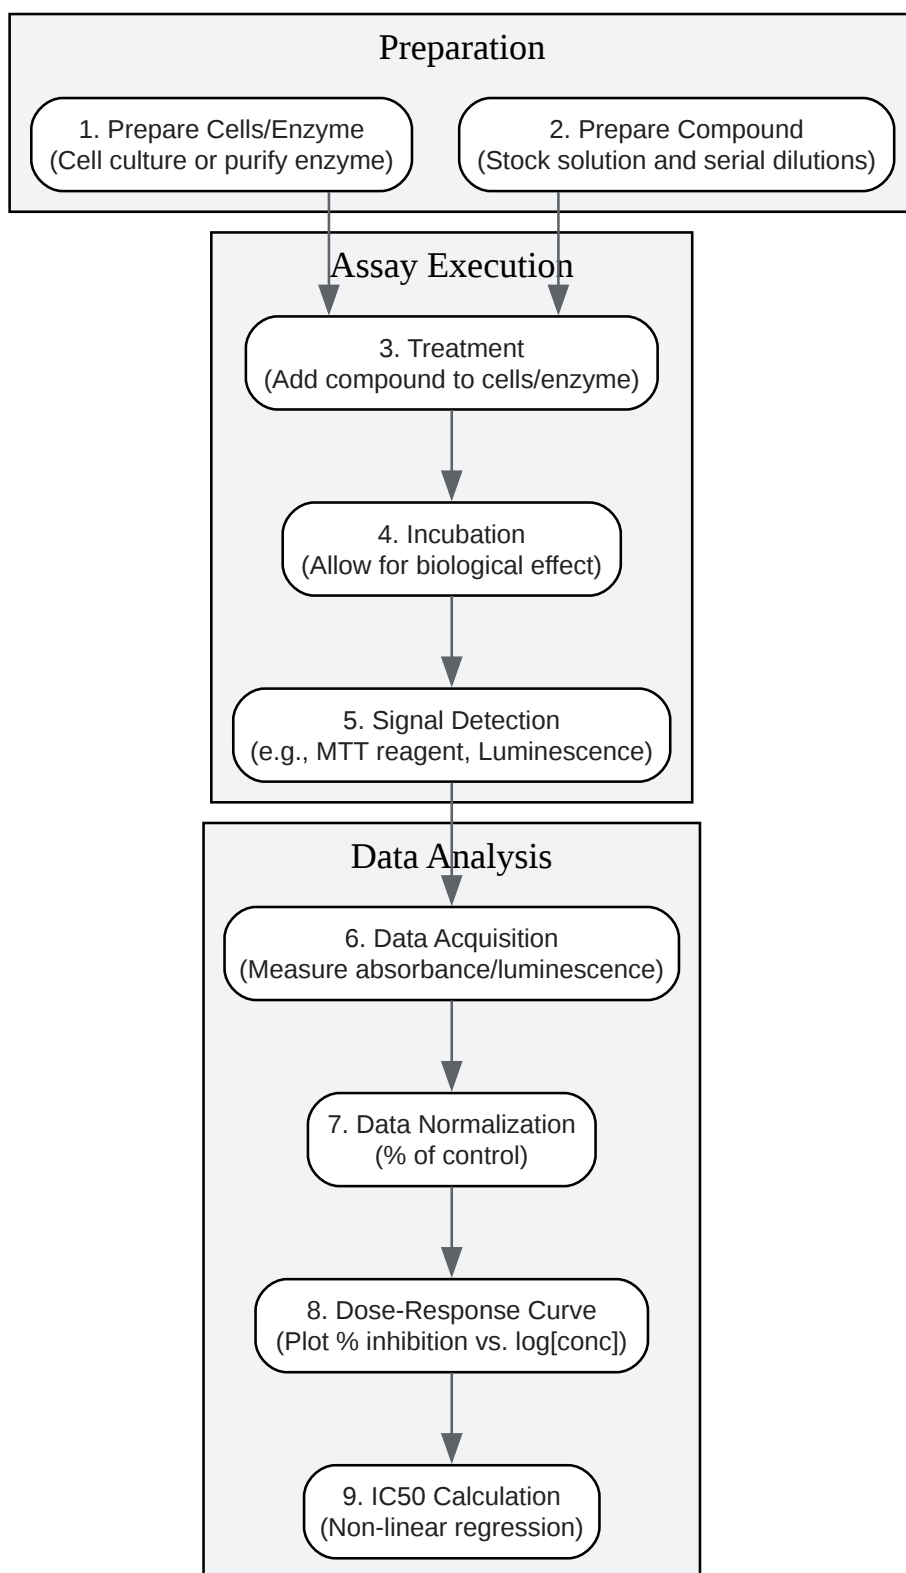 Preparation
1. Prepare Cells/Enzyme
(Cell culture or purify enzyme)
2. Prepare Compound
(Stock solution and serial dilutions)
Assay Execution
3. Treatment
(Add compound to cells/enzyme)
4. Incubation
(Allow for biological effect)
5. Signal Detection
(e.g., MTT reagent, Luminescence)
Data Analysis
6. Data Acquisition
(Measure absorbance/luminescence)
7. Data Normalization
(% of control)
8. Dose-Response Curve
(Plot % inhibition vs. log[conc])
9. IC50 Calculation
(Non-linear regression)